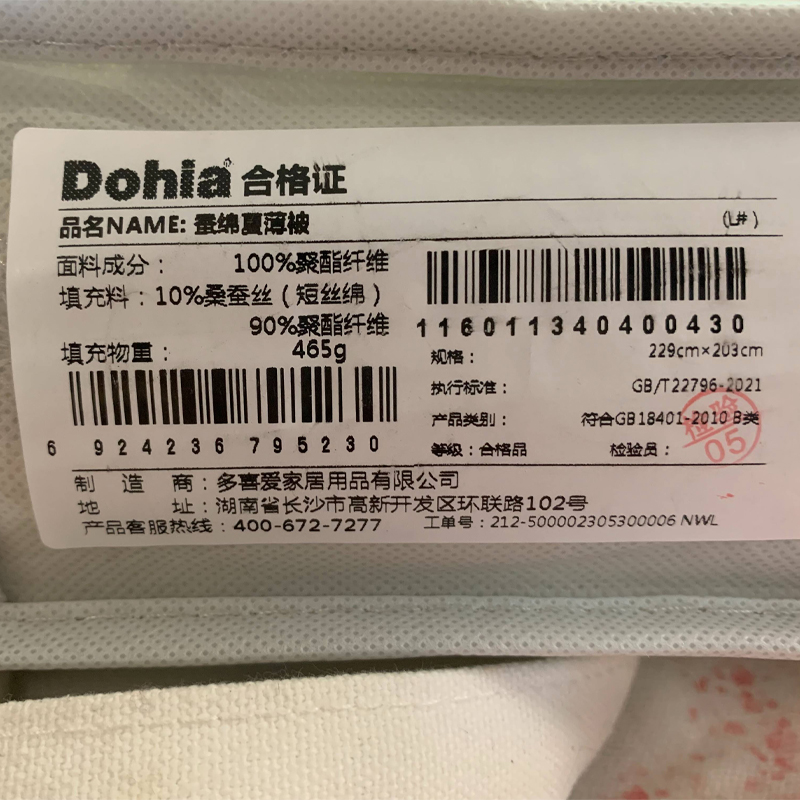 Dohia 合格证
品名NAME: 蚕绵夏薄被 (L#)
面料成分： 100%聚酯纤维
填充料：10%桑蚕丝（短丝绵）
90%聚酯纤维
填充物重： 465g
6 924236 795230
116011340400430
规格： 229cm×203cm
执行标准： GB/T22796-2021
产品类别： 符合GB18401-2010 B类
等级：合格品 检验员：
检验
05
制造商：多喜爱家居用品有限公司
地址：湖南省长沙市高新开发区环联路102号
产品客服热线：400-672-7277 工单号：212-500002305300006 NWL